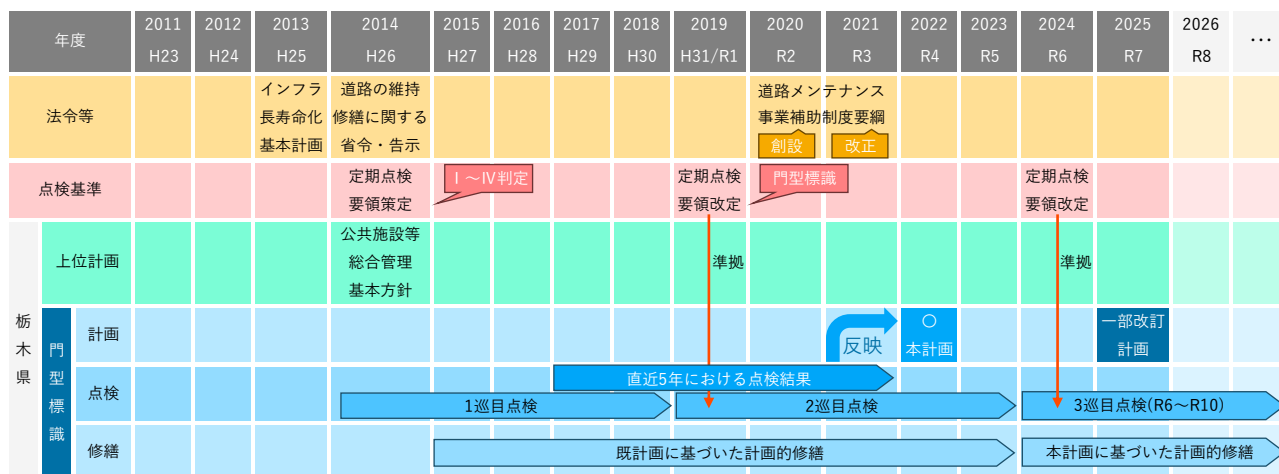 年度
2011 2012 2013 2014 2015 2016 2017 2018 2019 2020 2021 2022 2023 2024 2025 2026 …
H23 H24 H25 H26 H27 H28 H29 H30 H31/R1 R2 R3 R4 R5 R6 R7 R8
法令等
インフラ
長寿命化
基本計画
道路の維持
修繕に関する
省令・告示
道路メンテナンス
事業補助制度要綱
創設
改正
点検基準
定期点検
要領策定
Ⅰ～Ⅳ判定
定期点検
要領改定
門型標識
定期点検
要領改定
栃木県
上位計画
公共施設等
総合管理
基本方針
準拠
準拠
門型標識
計画
反映
〇
本計画
一部改訂
計画
点検
直近5年における点検結果
1巡目点検
2巡目点検
3巡目点検(R6～R10)
修繕
既計画に基づいた計画的修繕
本計画に基づいた計画的修繕